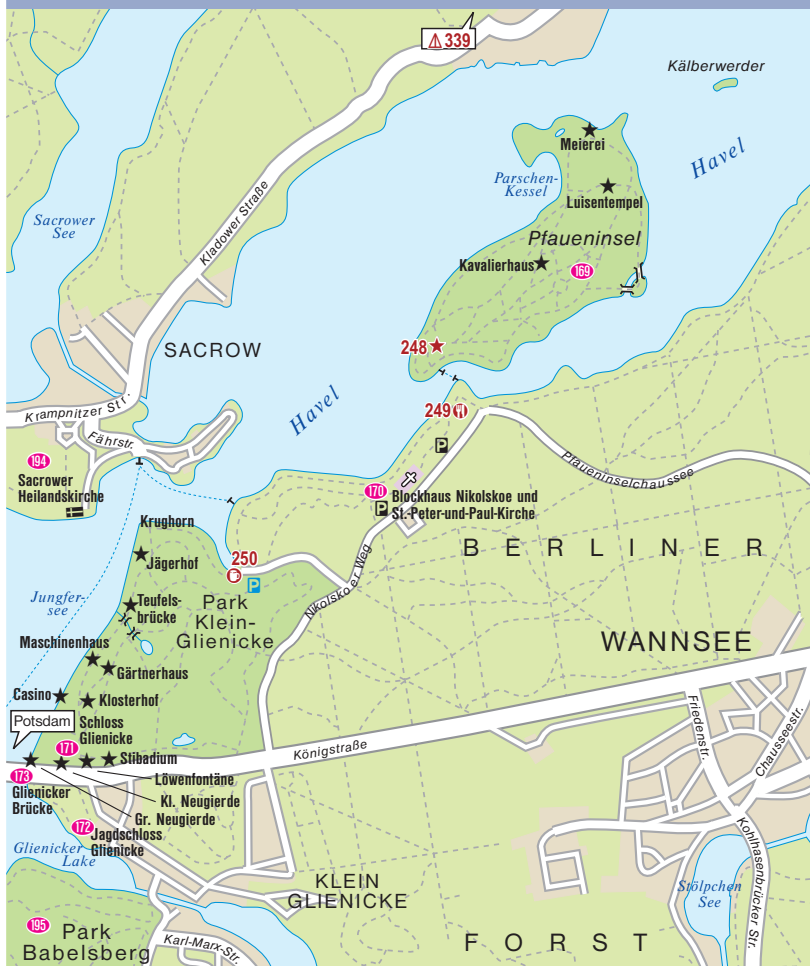 339
Kälberwerder
Meierei
Havel
Parschen-
Kessel
Luisentempel
Sacrower
See
Kladower Straße
Pfaueninsel
Kavalierhaus
169
248
SACROW
Havel
Krampnitzer Str.
249
Fährstr.
P
Pfaueninselchaussee
194
Sacrower
Heilandskirche
170
Blockhaus Nikolskoe und
St.-Peter-und-Paul-Kirche
P
Krughorn
BERLINER
250
Jägerhof
P
Nikolskoer Weg
Jungfer-
see
Teufels-
brücke
Park
Klein-
Glienicke
Maschinenhaus
WANNSEE
Gärtnerhaus
Casino
Klosterhof
Friedenstr.
Chausseestr.
Potsdam
Schloss
Glienicke
171
Königstraße
Stibadium
173
Löwenfontäne
Glienicker
Brücke
Kl. Neugierde
Gr. Neugierde
172
Jagdschloss
Glienicke
Kohlhasenbrücker Str.
Glienicker
Lake
KLEIN
GLIENICKE
Stölpchen
See
195
Park
Babelsberg
Karl-Marx-Str.
FORST